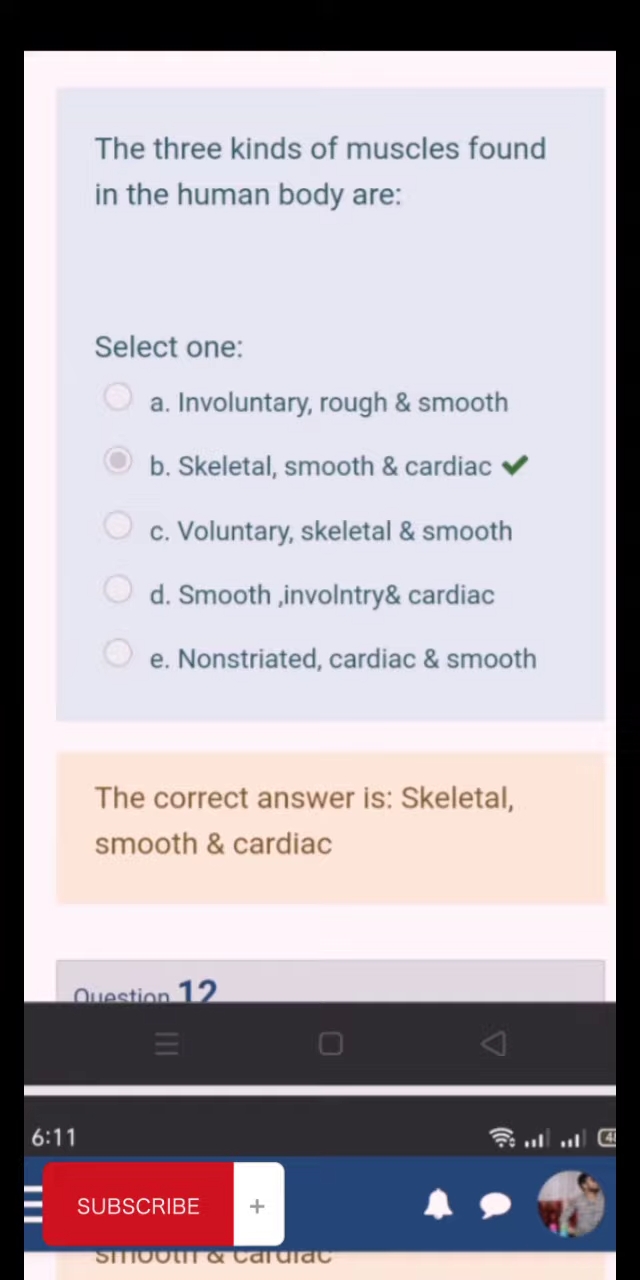 The three kinds of muscles found
in the human body are:
Select one:
a. Involuntary, rough & smooth
b. Skeletal, smooth & cardiac
c. Voluntary, skeletal & smooth
d. Smooth ,involntry& cardiac
e. Nonstriated, cardiac & smooth
The correct answer is: Skeletal,
smooth & cardiac
Question 12
6:11
SUBSCRIBE +
smooth & cardiac